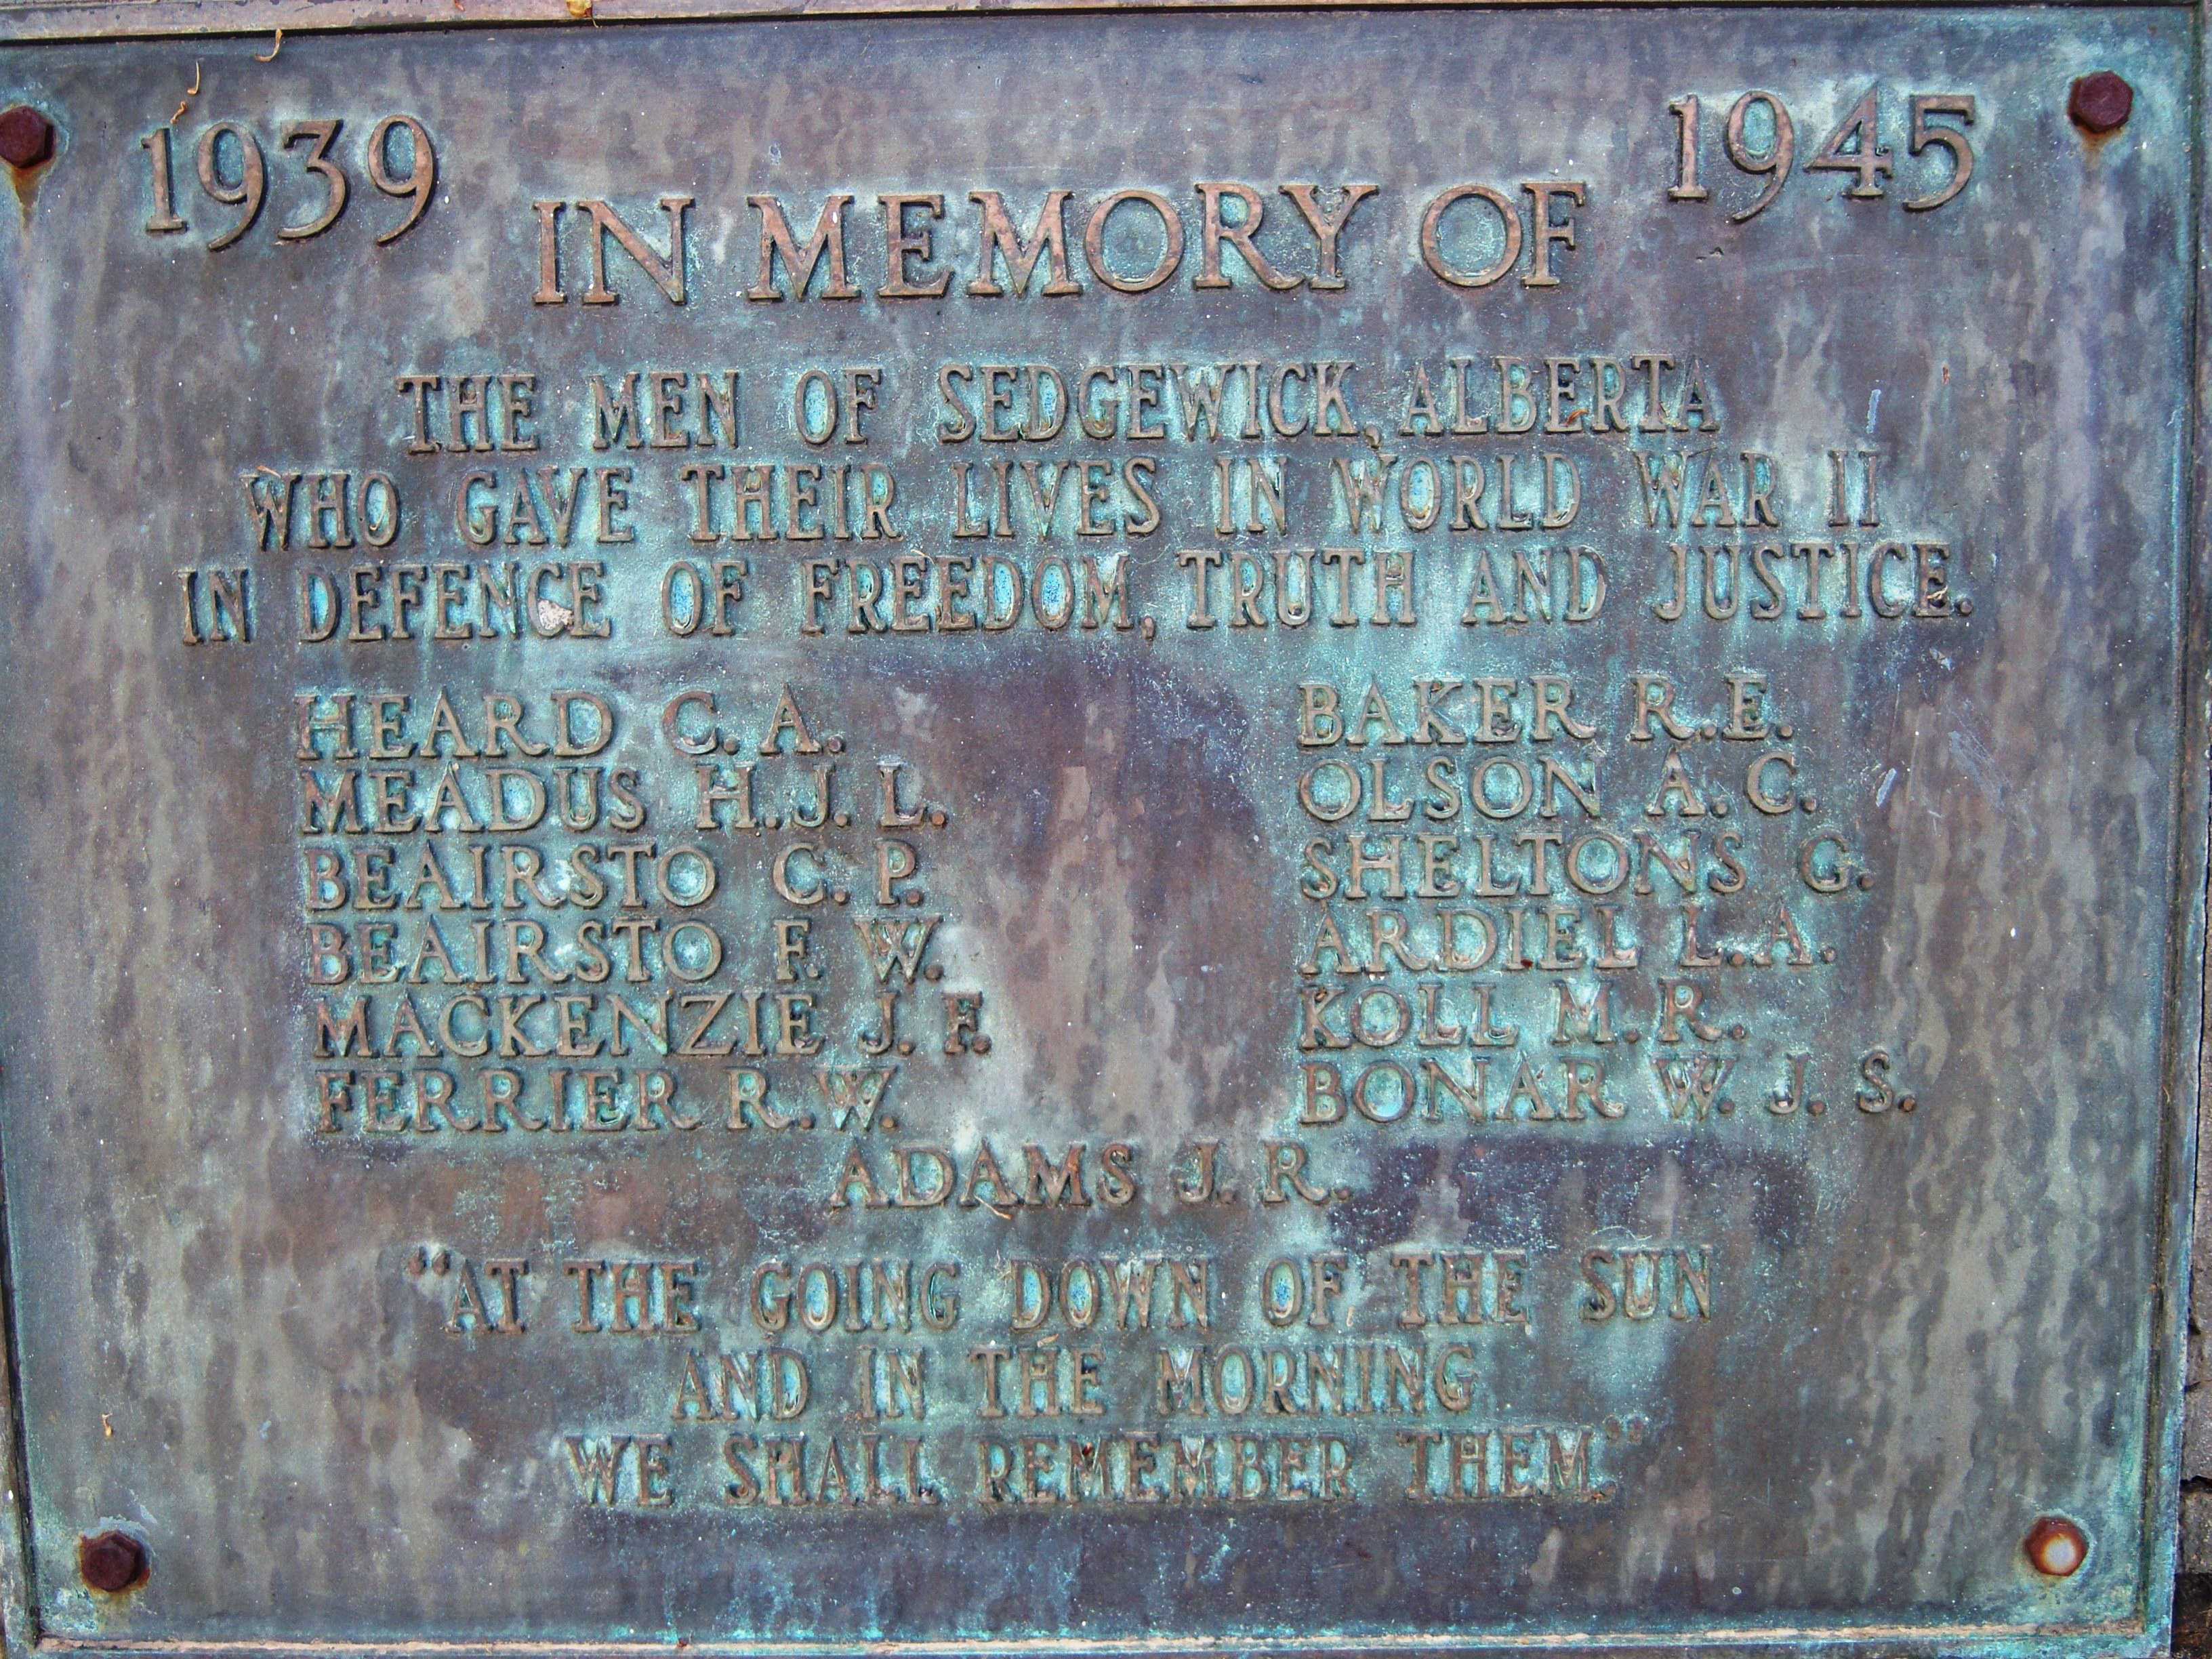 1939 1945
IN MEMORY OF
THE MEN OF SEDGEWICK, ALBERTA
WHO GAVE THEIR LIVES IN WORLD WAR II
IN DEFENCE OF FREEDOM, TRUTH AND JUSTICE.
HEARD C. A.
MEADUS H. J. L.
BEAIRSTO C. P.
BEAIRSTO F. W.
MACKENZIE J. F.
FERRIER R. W.
BAKER R. E.
OLSON A. C.
SHELTONS G.
ARDIEL L. A.
KOLL M. R.
BONAR W. J. S.
ADAMS J. R.
"AT THE GOING DOWN OF THE SUN
AND IN THE MORNING
WE SHALL REMEMBER THEM."